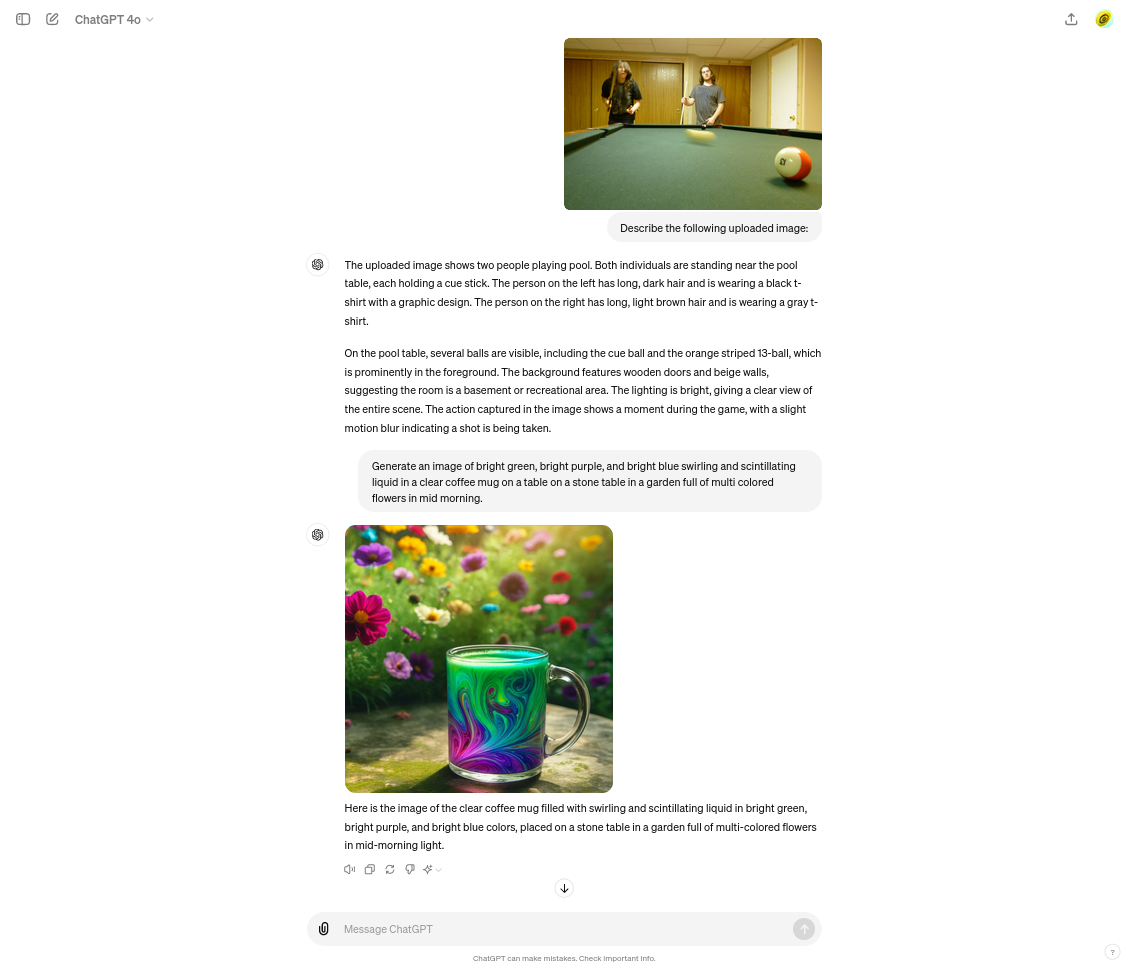 ChatGPT 4o
Describe the following uploaded image:
The uploaded image shows two people playing pool. Both individuals are standing near the pool
table, each holding a cue stick. The person on the left has long, dark hair and is wearing a black t-
shirt with a graphic design. The person on the right has long, light brown hair and is wearing a gray t-
shirt.
On the pool table, several balls are visible, including the cue ball and the orange striped 13-ball, which
is prominently in the foreground. The background features wooden doors and beige walls,
suggesting the room is a basement or recreational area. The lighting is bright, giving a clear view of
the entire scene. The action captured in the image shows a moment during the game, with a slight
motion blur indicating a shot is being taken.
Generate an image of bright green, bright purple, and bright blue swirling and scintillating
liquid in a clear coffee mug on a table on a stone table in a garden full of multi colored
flowers in mid morning.
Here is the image of the clear coffee mug filled with swirling and scintillating liquid in bright green,
bright purple, and bright blue colors, placed on a stone table in a garden full of multi-colored flowers
in mid-morning light.
Message ChatGPT
ChatGPT can make mistakes. Check important info.
?